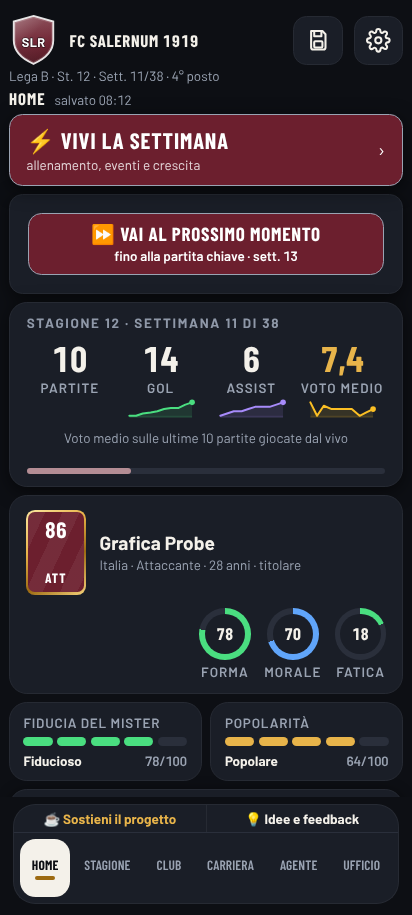 SLR
FC SALERNUM 1919
Lega B · St. 12 · Sett. 11/38 · 4° posto
HOME salvato 08:12
⚡ VIVI LA SETTIMANA
allenamento, eventi e crescita
›
⏩ VAI AL PROSSIMO MOMENTO
fino alla partita chiave · sett. 13
STAGIONE 12 · SETTIMANA 11 DI 38
10 14 6 7,4
PARTITE GOL ASSIST VOTO MEDIO
Voto medio sulle ultime 10 partite giocate dal vivo
86
ATT
Grafica Probe
Italia · Attaccante · 28 anni · titolare
78 70 18
FORMA MORALE FATICA
FIDUCIA DEL MISTER
Fiducioso 78/100
POPOLARITÀ
Popolare 64/100
☕ Sostieni il progetto 💡 Idee e feedback
HOME STAGIONE CLUB CARRIERA AGENTE UFFICIO